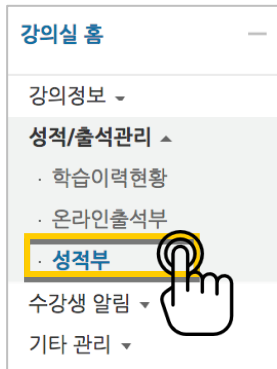 강의실 홈
강의정보
성적/출석관리
· 학습이력현황
· 온라인출석부
· 성적부
수강생 알림
기타 관리